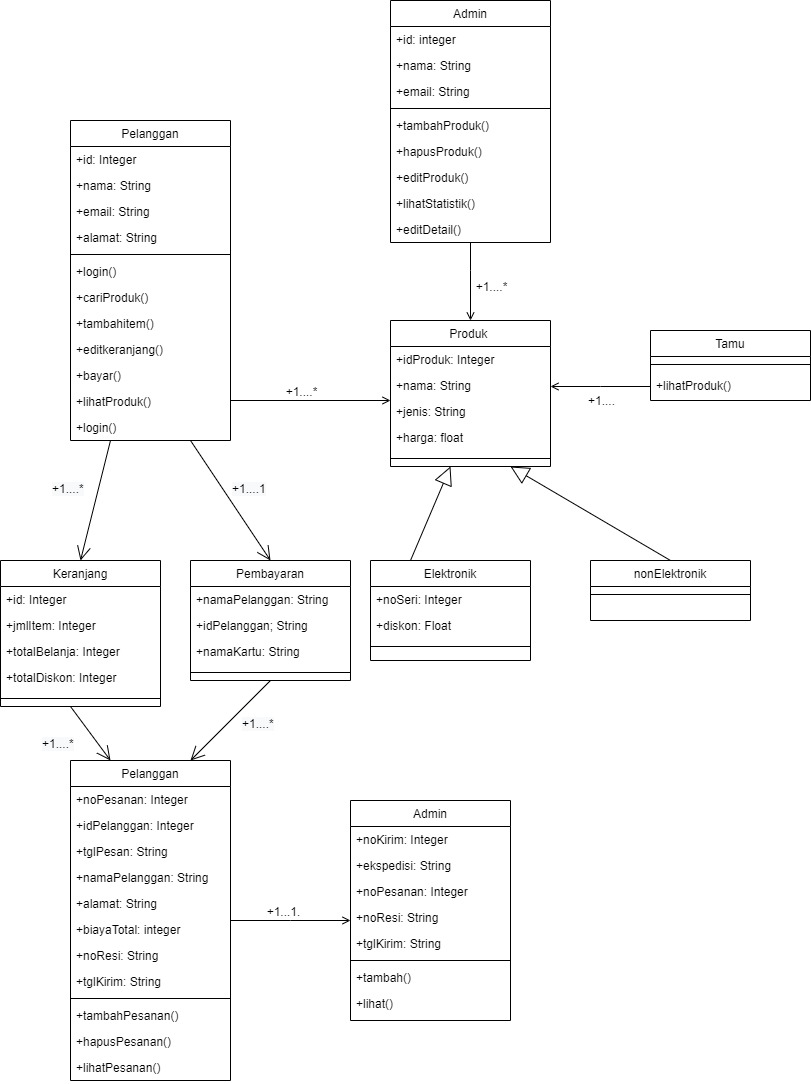 Admin
+id: integer
+nama: String
+email: String
+tambahProduk()
+hapusProduk()
+editProduk()
+lihatStatistik()
+editDetail()
Pelanggan
+id: Integer
+nama: String
+email: String
+alamat: String
+login()
+cariProduk()
+tambahitem()
+editkeranjang()
+bayar()
+lihatProduk()
+login()
+1....*
+1....*
Produk
+idProduk: Integer
+nama: String
+jenis: String
+harga: float
Tamu
+lihatProduk()
+1....
+1....*
+1....1
Keranjang
+id: Integer
+jmlItem: Integer
+totalBelanja: Integer
+totalDiskon: Integer
Pembayaran
+namaPelanggan: String
+idPelanggan; String
+namaKartu: String
Elektronik
+noSeri: Integer
+diskon: Float
nonElektronik
+1....*
+1....*
Pelanggan
+noPesanan: Integer
+idPelanggan: Integer
+tglPesan: String
+namaPelanggan: String
+alamat: String
+biayaTotal: integer
+noResi: String
+tglKirim: String
+tambahPesanan()
+hapusPesanan()
+lihatPesanan()
+1...1.
Admin
+noKirim: Integer
+ekspedisi: String
+noPesanan: Integer
+noResi: String
+tglKirim: String
+tambah()
+lihat()